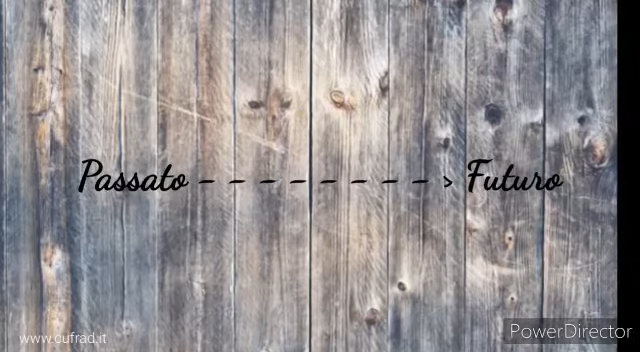 Passato - - - - - - - - > Futuro
www.cufrad.it
PowerDirector